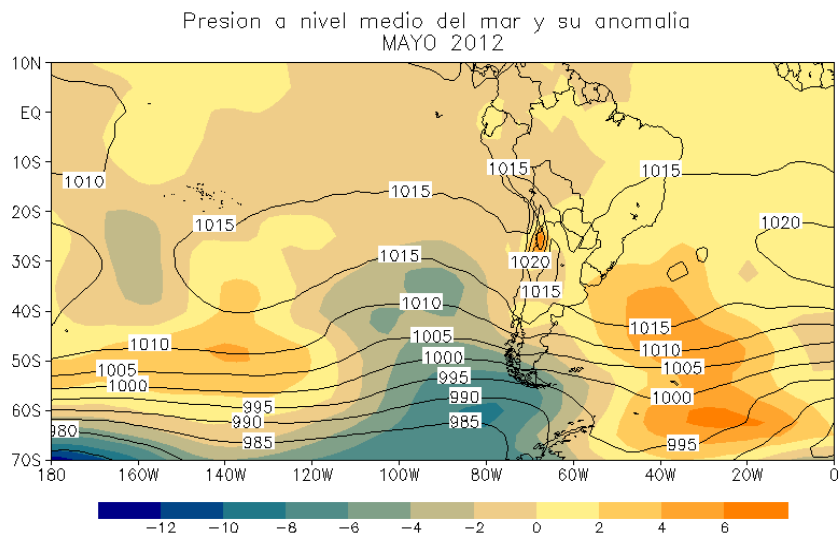 Presion a nivel medio del mar y su anomalia
MAYO 2012
10N
EQ
10S
1015
1010
1015
1015
20S
1015
1020
30S
1015
1020
1015
40S
1010
1015
1010
1005
1010
50S
1005
1000
1005
1000
995
1000
60S
995
990
990
980
985
985
995
70S
180 160W 140W 120W 100W 80W 60W 40W 20W 0
-12 -10 -8 -6 -4 -2 0 2 4 6